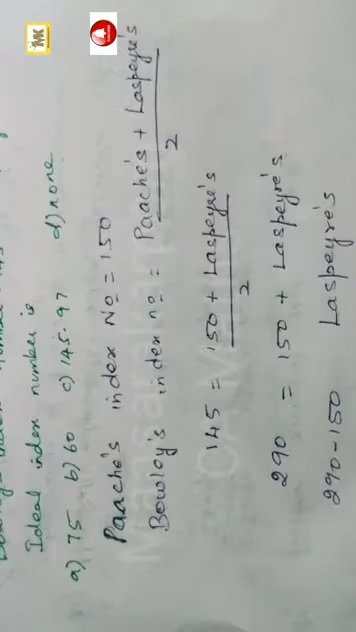 Ideal index number is
a) 75 b) 60 c) 145.97 d) none
Paache's index No = 150
Bowley's index no = Paache's + Laspeyre's
2
145 = 150 + Laspeyre's
2
290 = 150 + Laspeyre's
290-150 Laspeyre's
MK